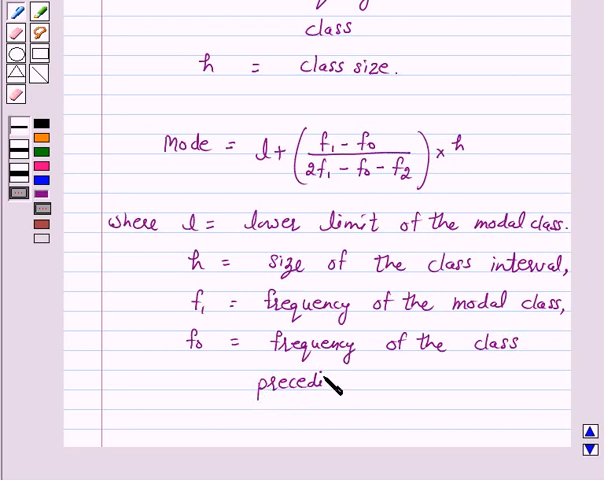 class
h = class size.
Mode = l + ( f₁ - f₀ / 2f₁ - f₀ - f₂ ) × h
where l = lower limit of the modal class.
h = size of the class interval,
f₁ = frequency of the modal class,
f₀ = frequency of the class
precedi